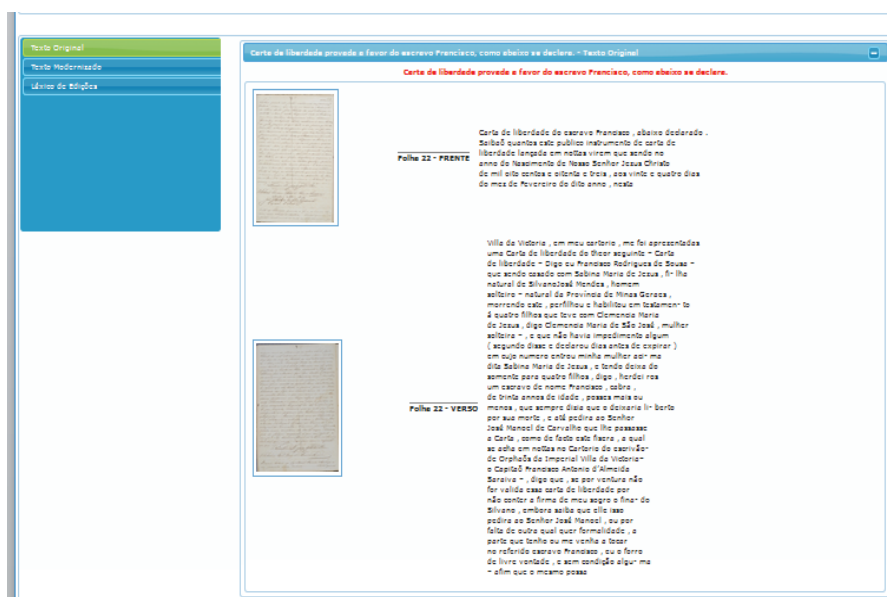 Texto Original
Texto Modernizado
Léxico de Edições
Carta de liberdade provada a favor do escravo Francisco, como abaixo se declara. - Texto Original
Carta de liberdade provada a favor do escravo Francisco, como abaixo se declara.
Folha 22 - FRENTE
Carta de liberdade do escravo Francisco , abaixo declarado .
Saibaõ quantos este publico instrumento de carta de
liberdade lançada em nottas virem que sendo no
anno do Nascimento de Nosso Senhor Jesus Christo
de mil oito centos e oitenta e treis , aos vinte e quatro dias
do mez de Fevereiro do dito anno , nesta
Folha 22 - VERSO
Villa da Victoria , em meu cartorio , me foi apresentadas
uma Carta de liberdade do theor seguinte - Carta
de liberdade - Digo eu Francisco Rodrigues de Sousa -
que sendo casado com Sabina Maria de Jesus , fi- lha
natural de SilvanoJosé Mendes , homem
solteiro - natural da Província de Minas Geraes ,
morrendo este , perfilhou e habilitou em testamen- to
á quatro filhos que teve com Clemencia Maria
de Jesus , digo Clemencia Maria de São José , mulher
solteira - , e que não havia impedimento algum
( segundo disse e declarou dias antes de expirar )
em cujo numero entrou minha mulher aci- ma
dita Sabina Maria de Jesus , e tendo deixa do
somente para quatro filhos , digo , herdei ros
um escravo de nome Francisco , cabra ,
de trinta annos de idade , posses mais ou
menos , que sempre dizia que o deixaria li- berto
por sua morte , e até pedira ao Senhor
José Manoel de Carvalho que lhe passasse
a Carta , como de facto este fisera , a qual
se acha em nottas no Cartorio do escrivão-
de Orphaõs da Imperial Villa da Victoria-
o Capitaõ Francisco Antonio d'Almeida
Saraiva - , digo que , se por ventura não
for valida essa carta de liberdade por
não conter a firma de meu sogro o fina- do
Silvano , embora saiba que elle isso
pedira ao Senhor José Manoel , ou por
falta de outra qual quer formalidade , a
parte que tenho ou me venha a tocar
no referido escravo Francisco , eu o forro
de livre vontade , e sem condição algu- ma
- afim que o mesmo possa